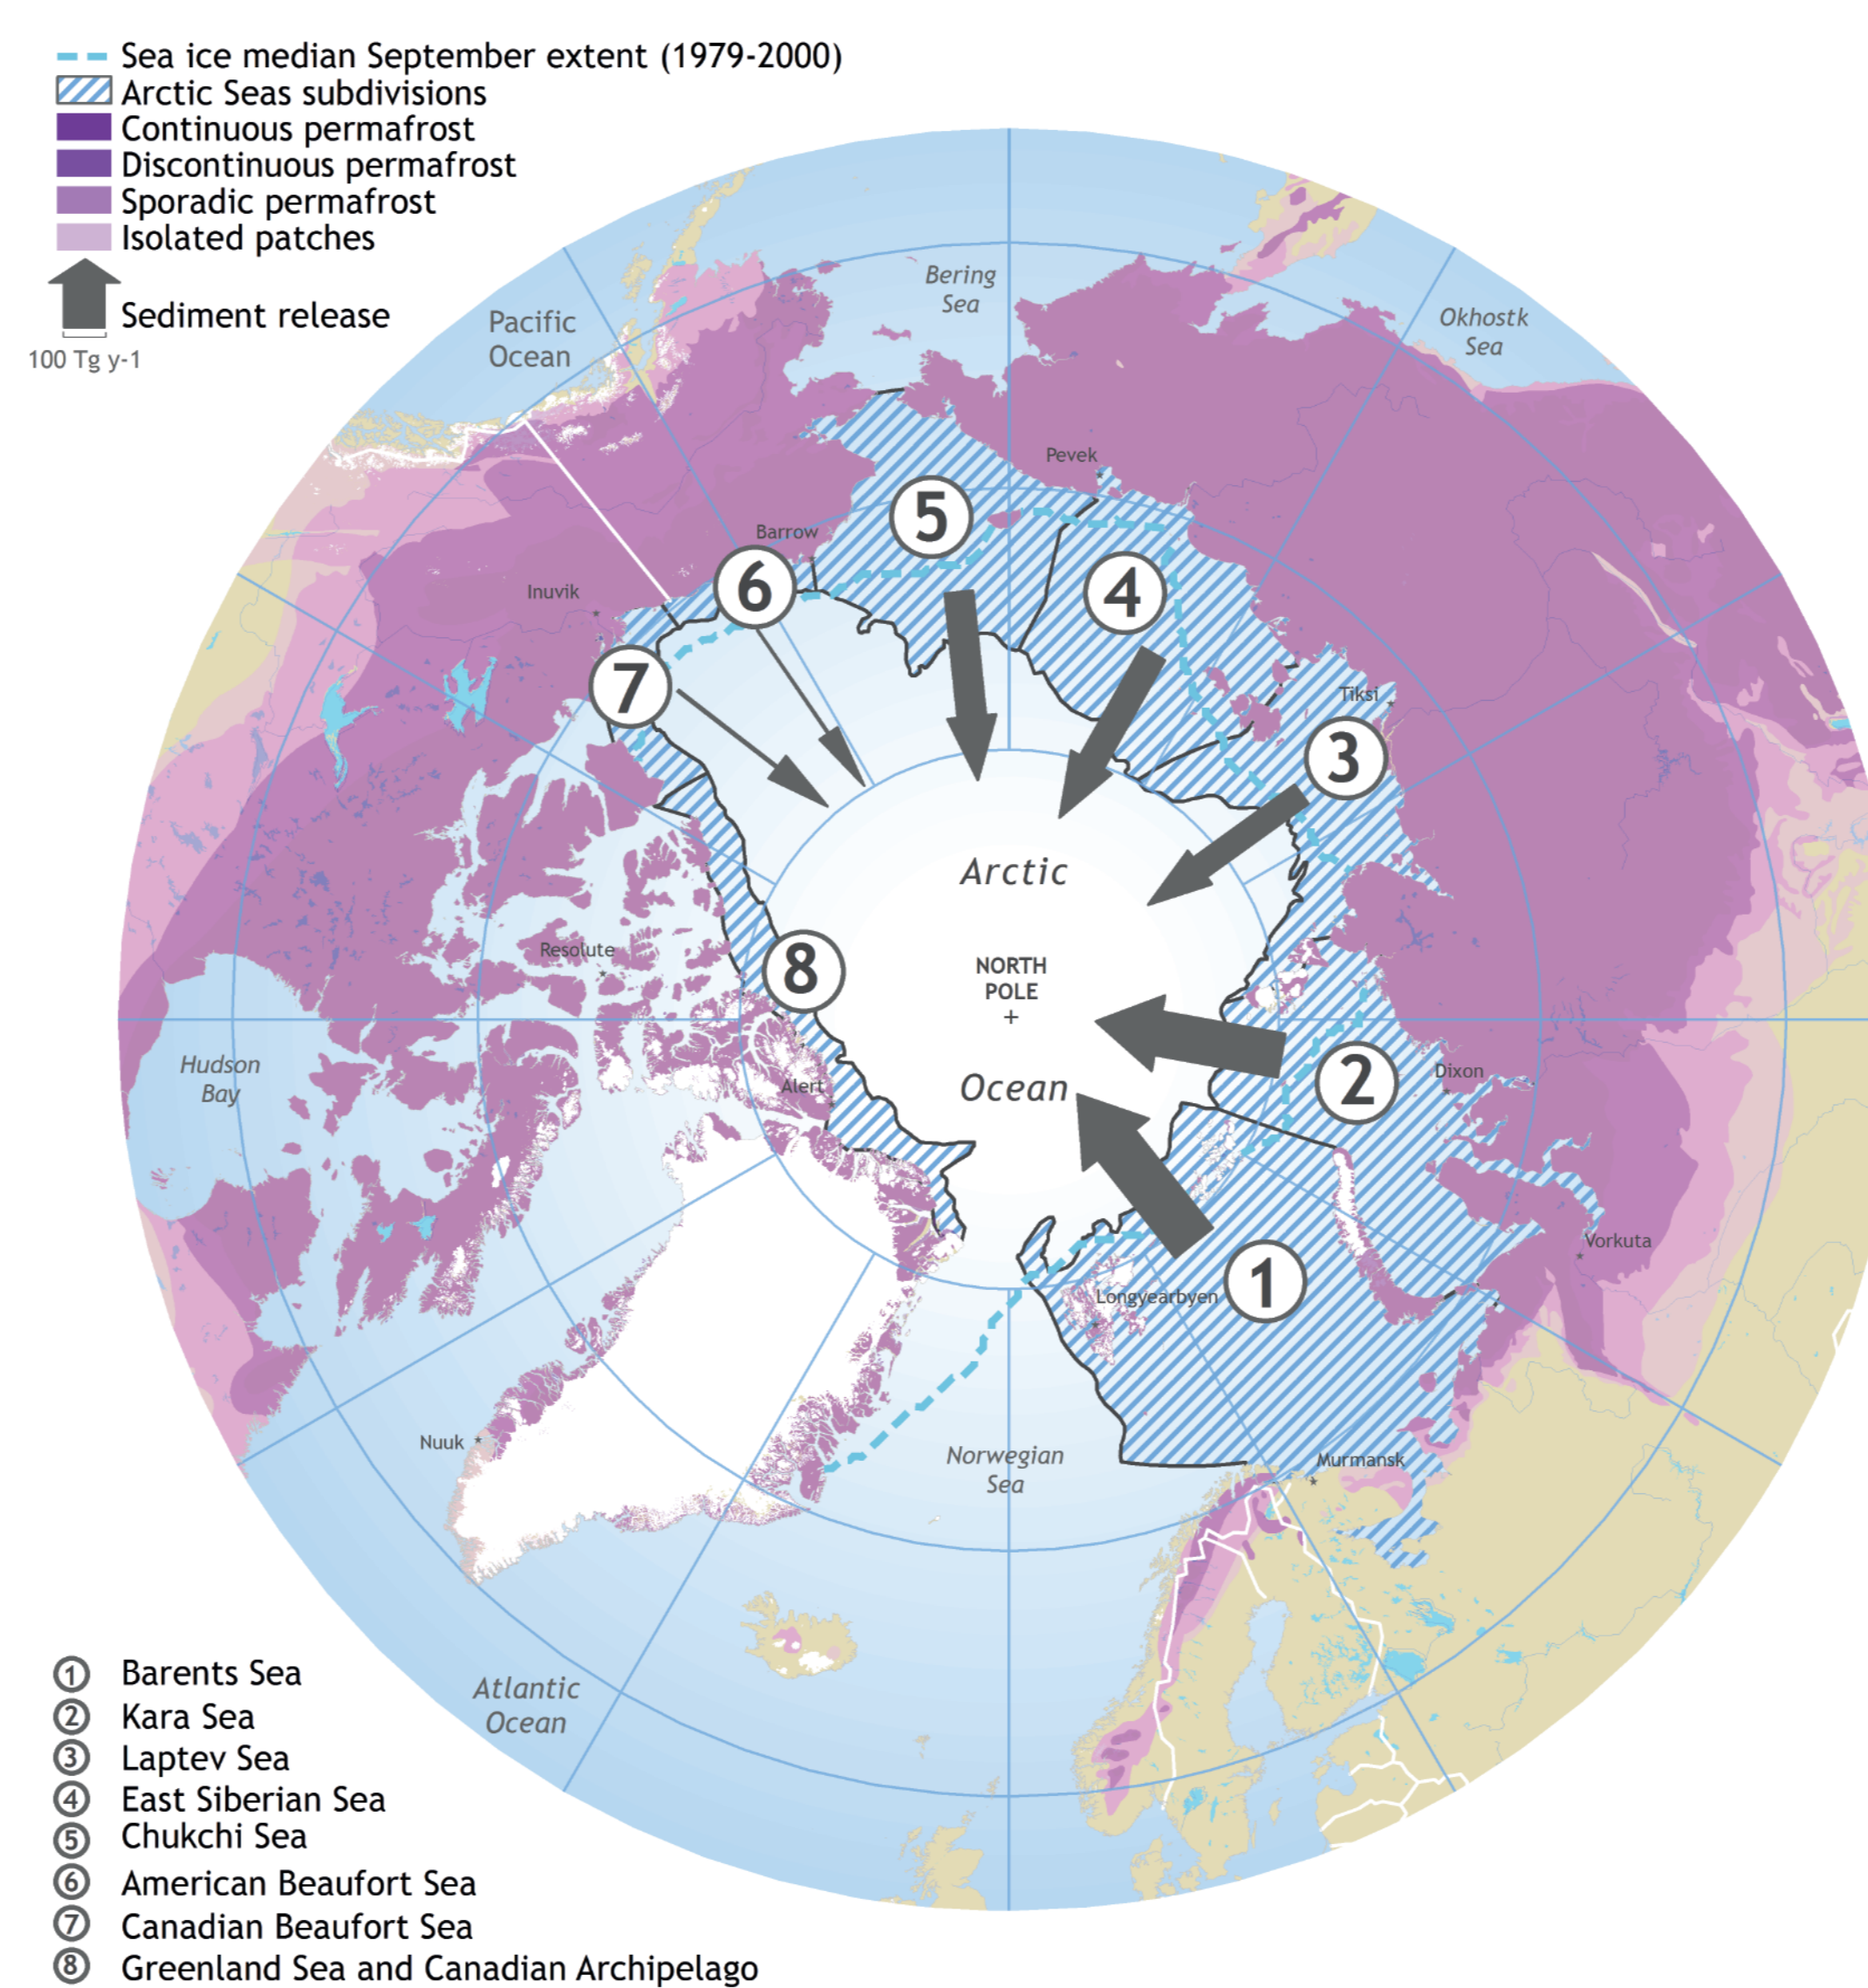 Sea ice median September extent (1979-2000)
Arctic Seas subdivisions
Continuous permafrost
Discontinuous permafrost
Sporadic permafrost
Isolated patches
Sediment release
100 Tg y-1
Bering
Sea
Pacific
Ocean
Okhostk
Sea
Pevek
5
Barrow
6
4
Inuvik
7
Tiksi
3
Arctic
Resolute
8
NORTH
POLE
+
Hudson
Bay
Ocean
Alert
2
Dixon
Vorkuta
1
Longyearbyen
Nuuk
Norwegian
Sea
Murmansk
Atlantic
Ocean
1 Barents Sea
2 Kara Sea
3 Laptev Sea
4 East Siberian Sea
5 Chukchi Sea
6 American Beaufort Sea
7 Canadian Beaufort Sea
8 Greenland Sea and Canadian Archipelago